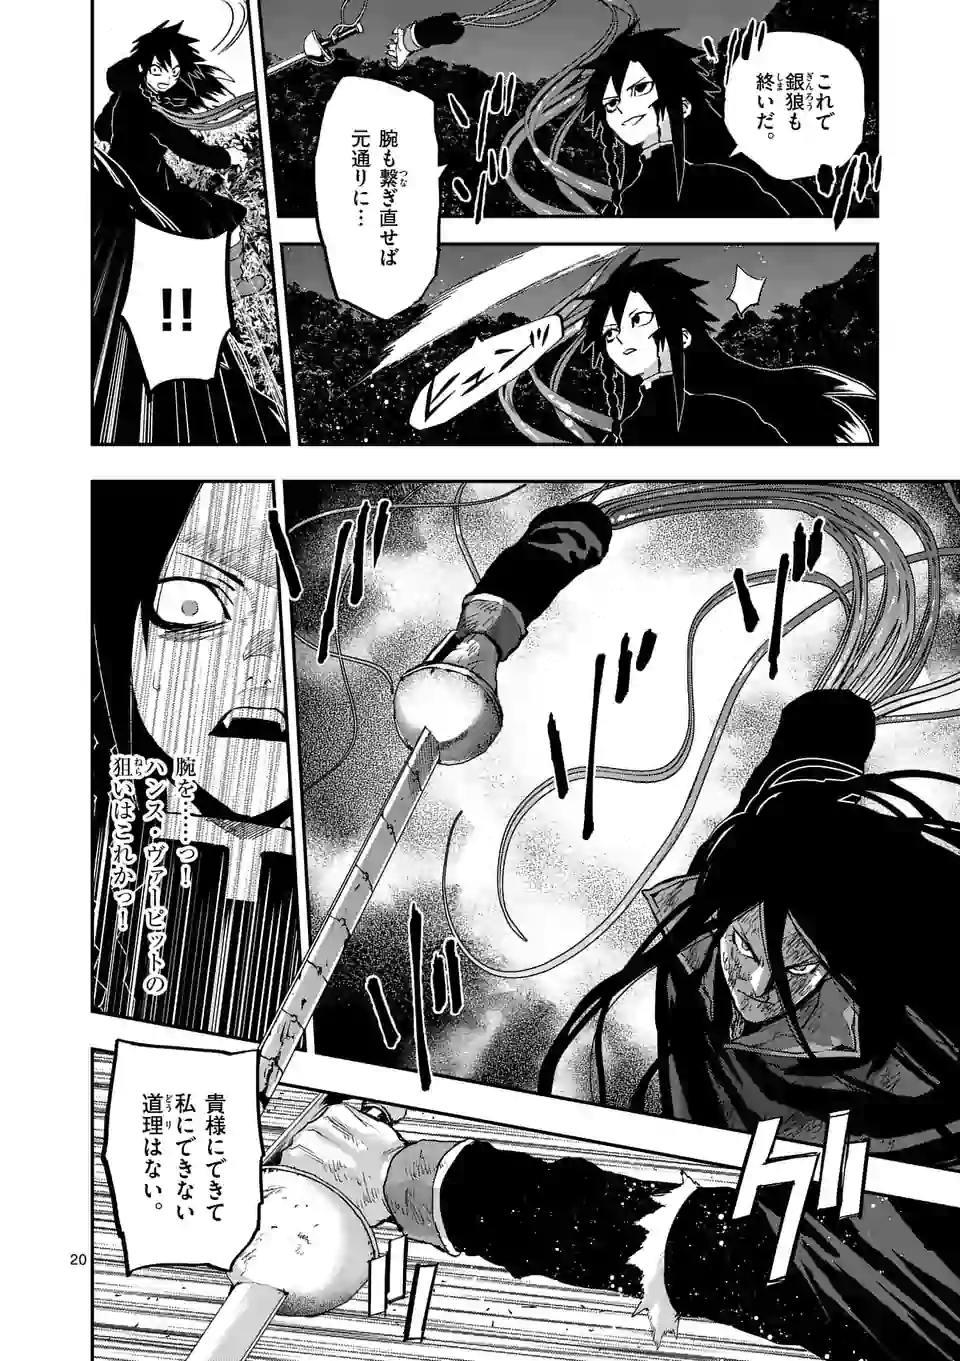 これで
銀狼も
終いだ。
腕も繋ぎ直せば
元通りに…
!!
腕を……っ！
ハンス・ヴァーピットの
狙いはこれかっ！
貴様にできて
私にできない
道理はない。
20